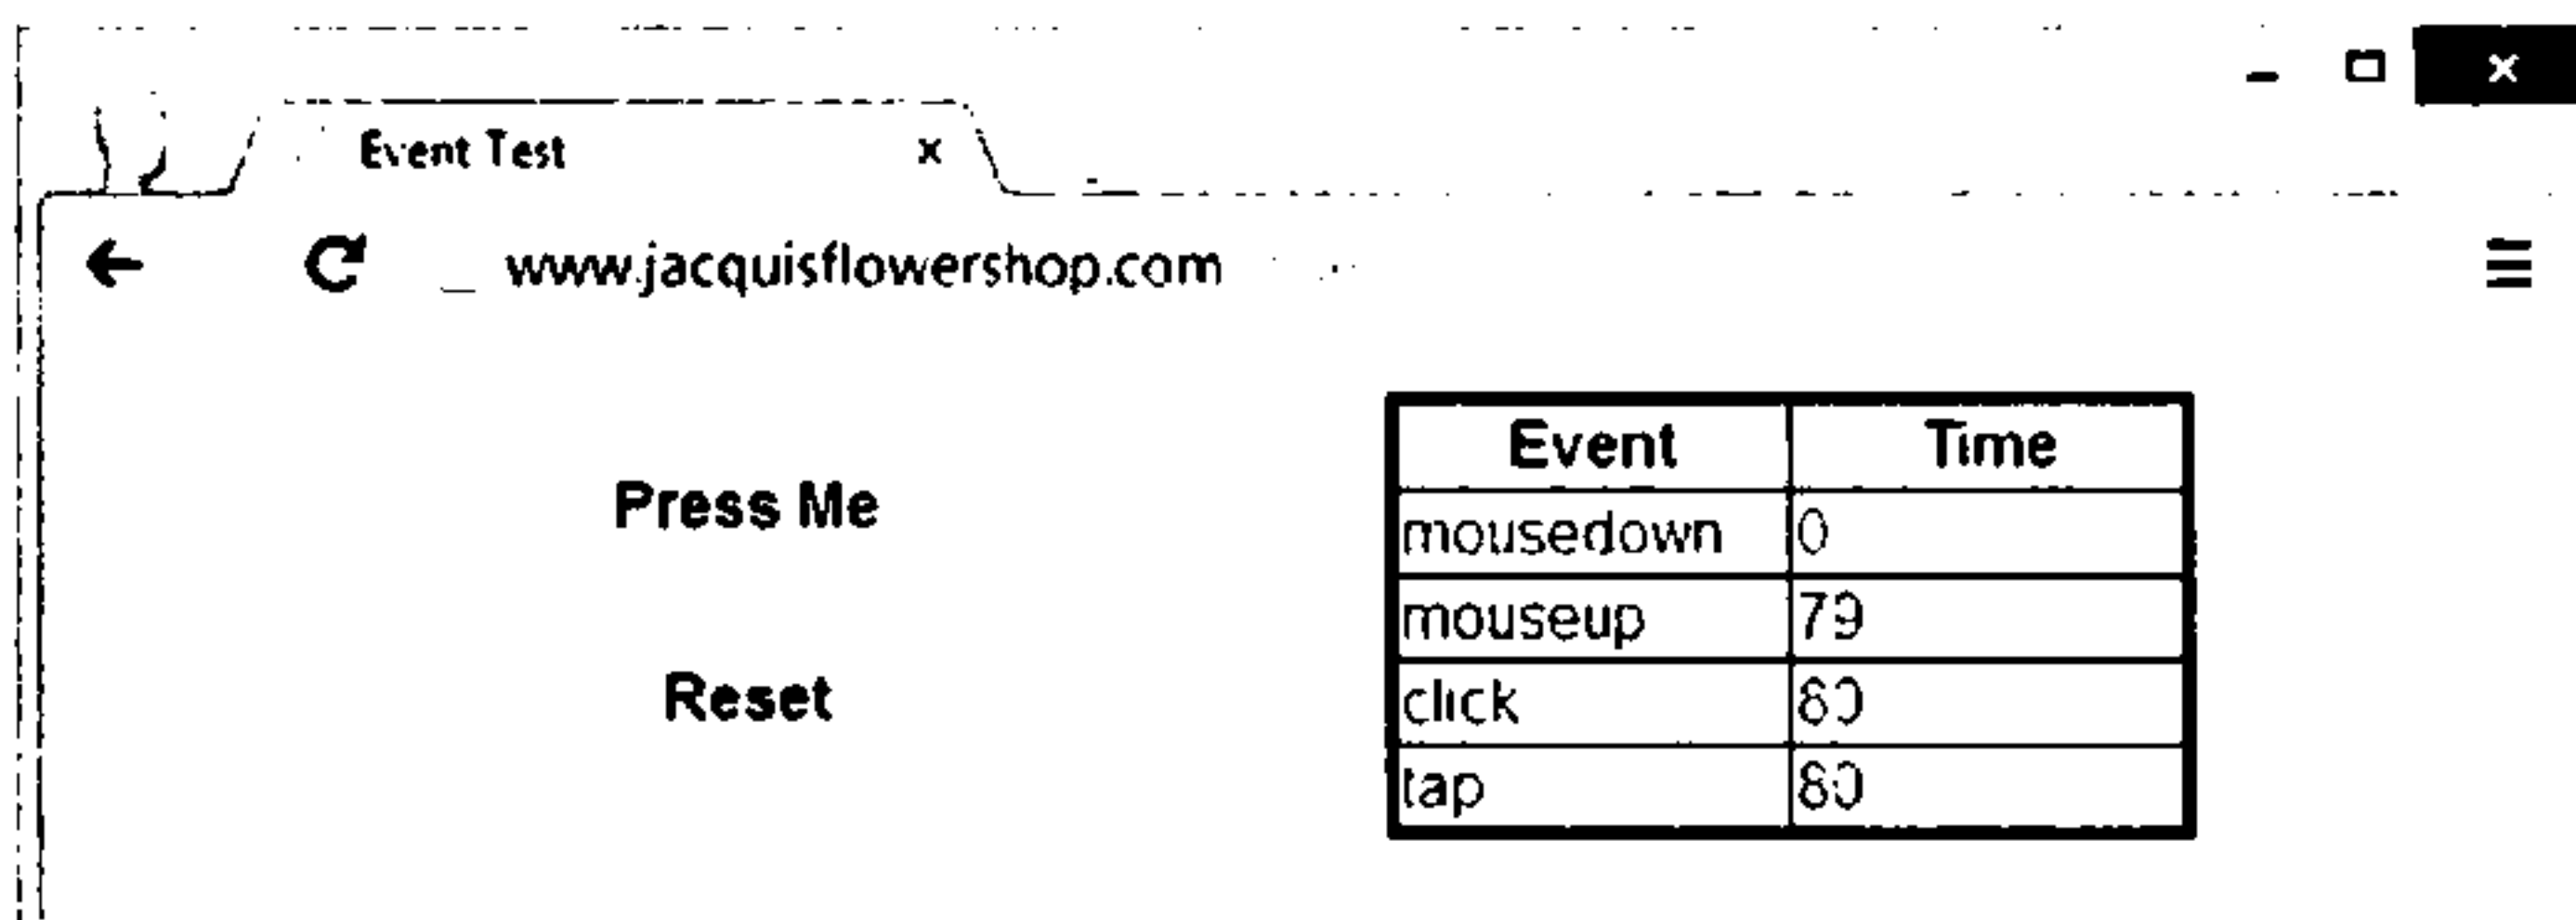 Event Test
www.jacquisflowershop.com
Press Me
Reset
Event Time
mousedown 0
mouseup 79
click 80
tap 80